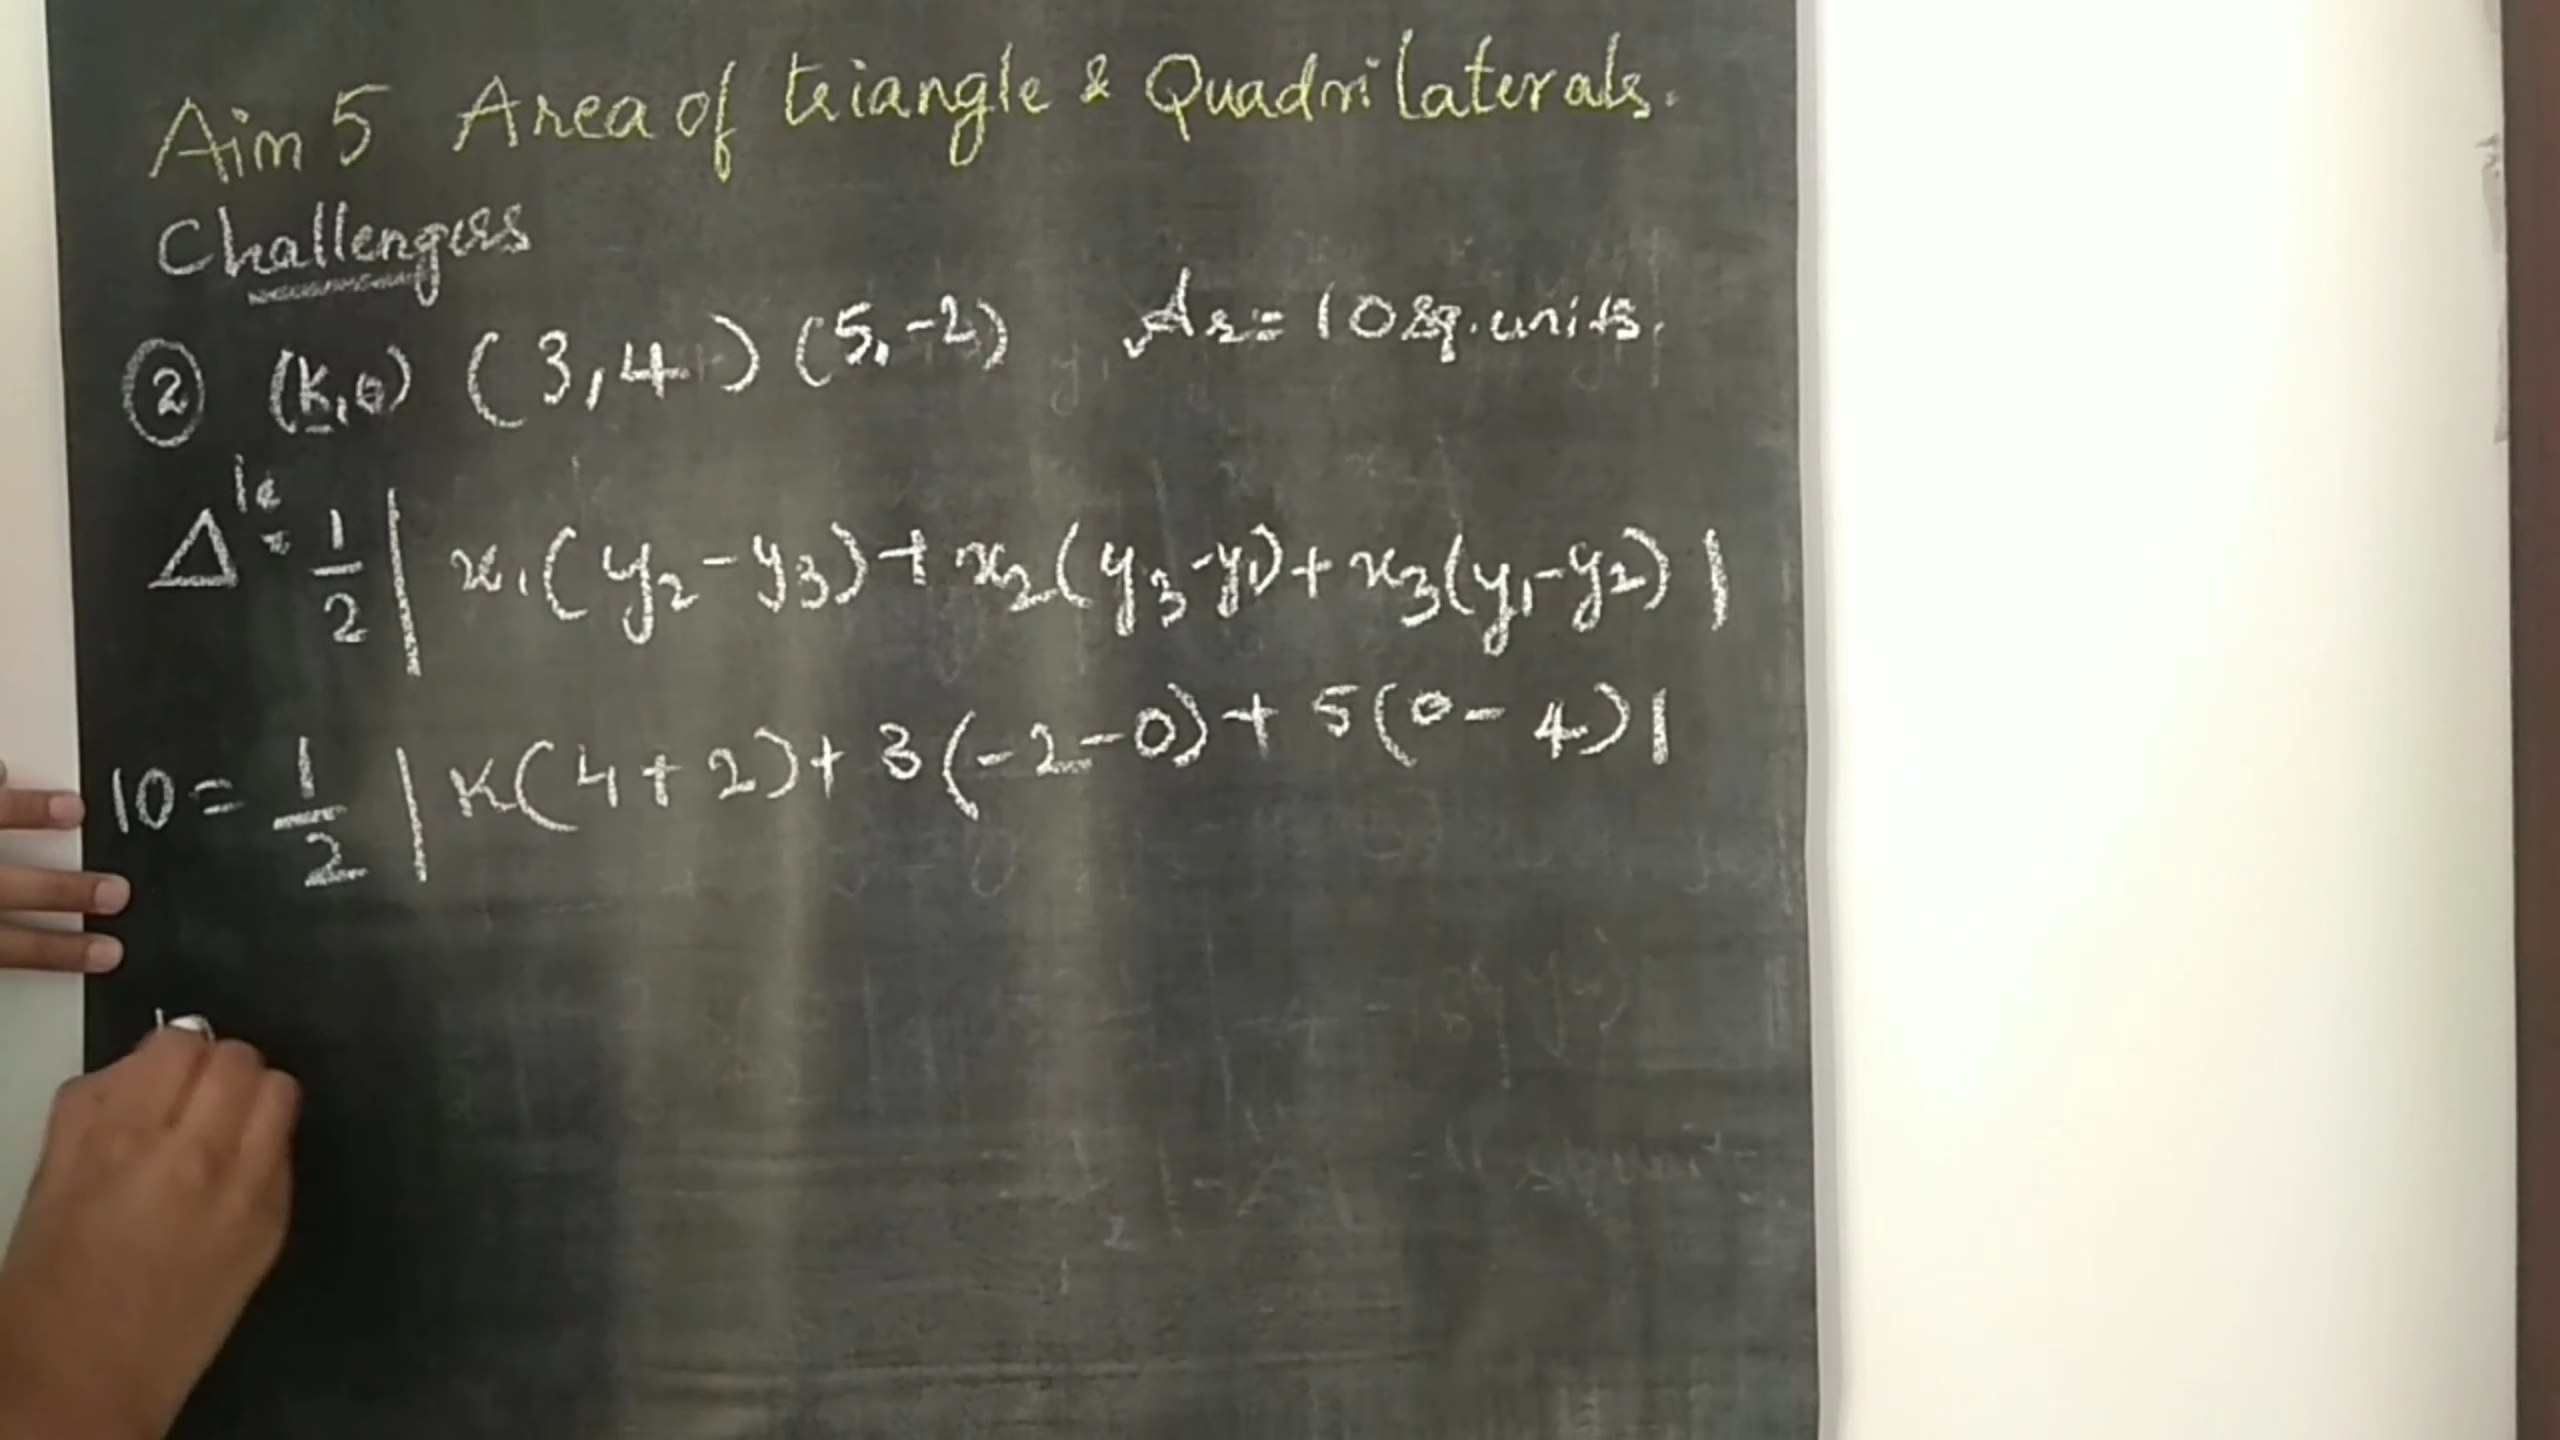 Aim 5 Area of triangle & Quadrilaterals.
Challengers
② (k,0) (3,4) (5,-2) Ar = 10 sq.units.
Δle = 1/2 | x₁(y₂-y₃)+x₂(y₃-y₁)+x₃(y₁-y₂) |
10 = 1/2 | K(4+2)+3(-2-0)+5(0-4)|